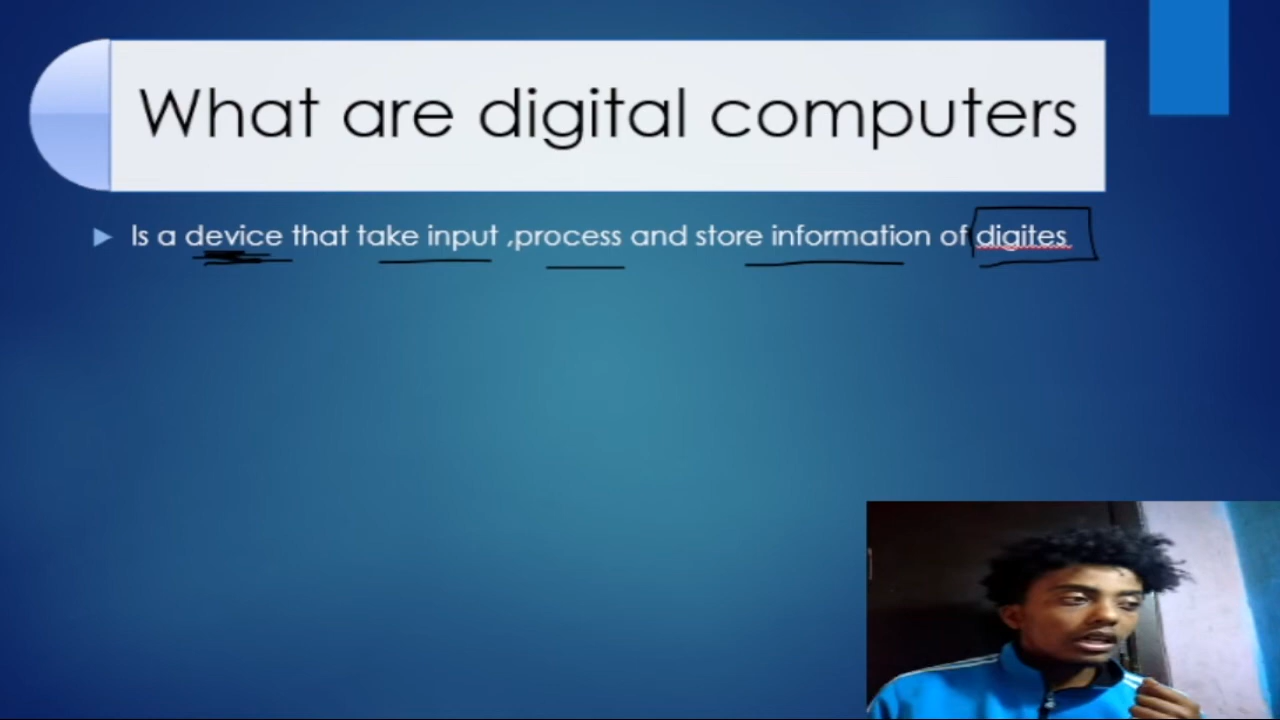 What are digital computers
Is a device that take input ,process and store information of digites